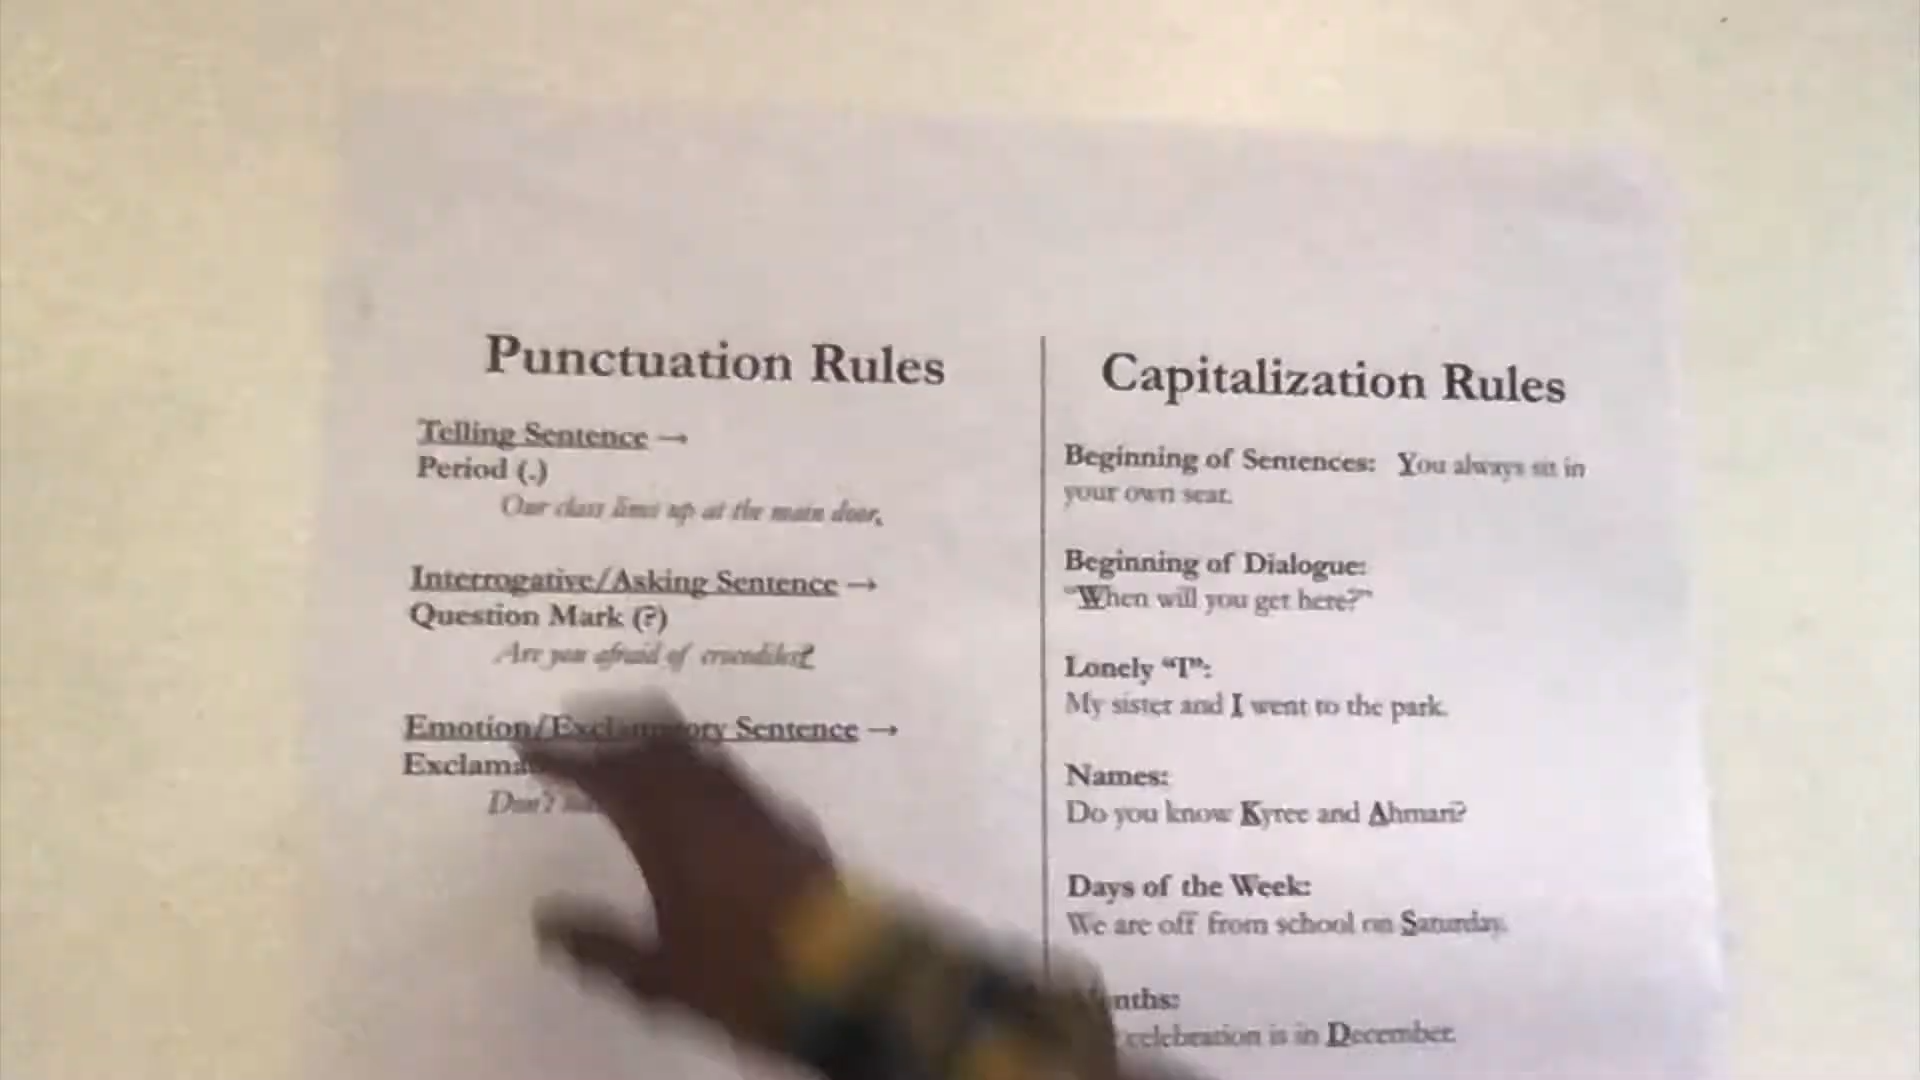 Punctuation Rules
Telling Sentence →
Period (.)
Our class lines up at the main door.
Interrogative/Asking Sentence →
Question Mark (?)
Are you afraid of crocodiles?
Emotion/Exclamatory Sentence →
Don't
Capitalization Rules
Beginning of Sentences: You always sit in
your own seat.
Beginning of Dialogue:
"When will you get here?"
Lonely “I”:
My sister and I went to the park.
Names:
Do you know Kyree and Ahmari?
Days of the Week:
We are off from school on Saturday.
celebration is in December.